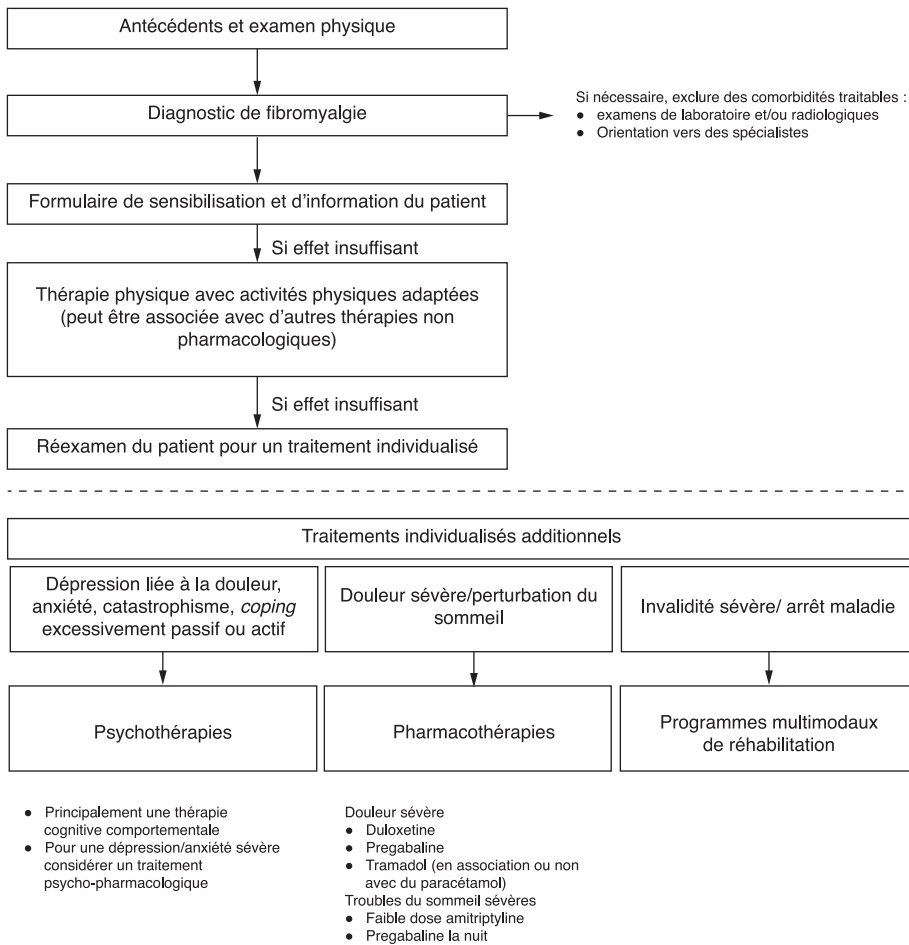 Antécédents et examen physique
Diagnostic de fibromyalgie
Si nécessaire, exclure des comorbidités traitables :
● examens de laboratoire et/ou radiologiques
● Orientation vers des spécialistes
Formulaire de sensibilisation et d'information du patient
Si effet insuffisant
Thérapie physique avec activités physiques adaptées
(peut être associée avec d'autres thérapies non
pharmacologiques)
Si effet insuffisant
Réexamen du patient pour un traitement individualisé
Traitements individualisés additionnels
Dépression liée à la douleur,
anxiété, catastrophisme, coping
excessivement passif ou actif
Douleur sévère/perturbation du
sommeil
Invalidité sévère/ arrêt maladie
Psychothérapies
Pharmacothérapies
Programmes multimodaux
de réhabilitation
● Principalement une thérapie
cognitive comportementale
● Pour une dépression/anxiété sévère
considérer un traitement
psycho-pharmacologique
Douleur sévère
● Duloxetine
● Pregabaline
● Tramadol (en association ou non
avec du paracétamol)
Troubles du sommeil sévères
● Faible dose amitriptyline
● Pregabaline la nuit